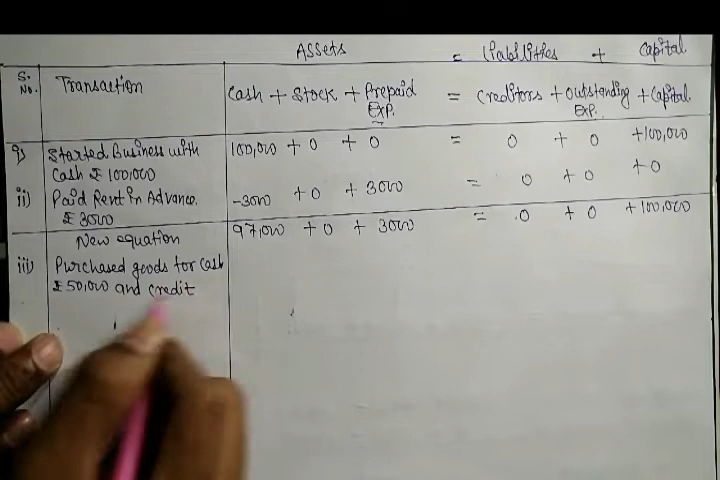 Assets = Liabilities + Capital
S. No. Transaction Cash + Stock + Prepaid Exp. = Creditors + Outstanding Exp. + Capital
i) Started Business with 100,000 + 0 + 0 = 0 + 0 +100,000
Cash ₹ 100,000
ii) Paid Rent in Advance. -3000 +0 + 3000 = 0 + 0 +0
₹ 3000
New equation 97,000 + 0 + 3000 = 0 + 0 +100,000
iii) Purchased goods for cash
₹ 50,000 and credit